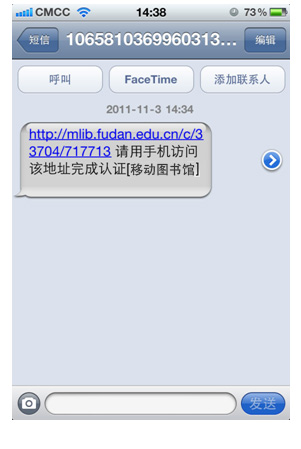 CMCC 14:38 73%
短信 1065810369960313... 编辑
呼叫 FaceTime 添加联系人
2011-11-3 14:34
http://mlib.fudan.edu.cn/c/3
3704/717713 请用手机访问
该地址完成认证[移动图书馆]
发送